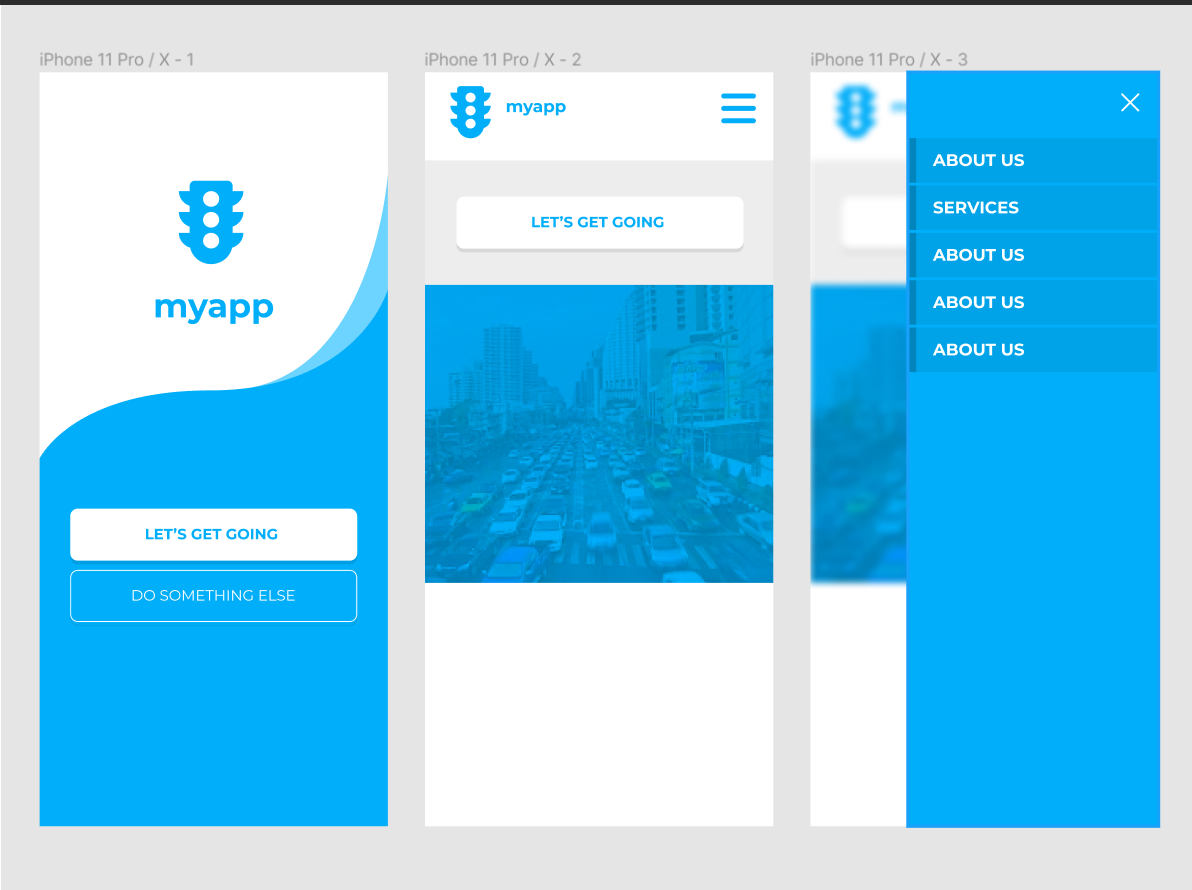 iPhone 11 Pro / X - 1
myapp
LET'S GET GOING
DO SOMETHING ELSE
iPhone 11 Pro / X - 2
myapp
LET'S GET GOING
iPhone 11 Pro / X - 3
ABOUT US
SERVICES
ABOUT US
ABOUT US
ABOUT US